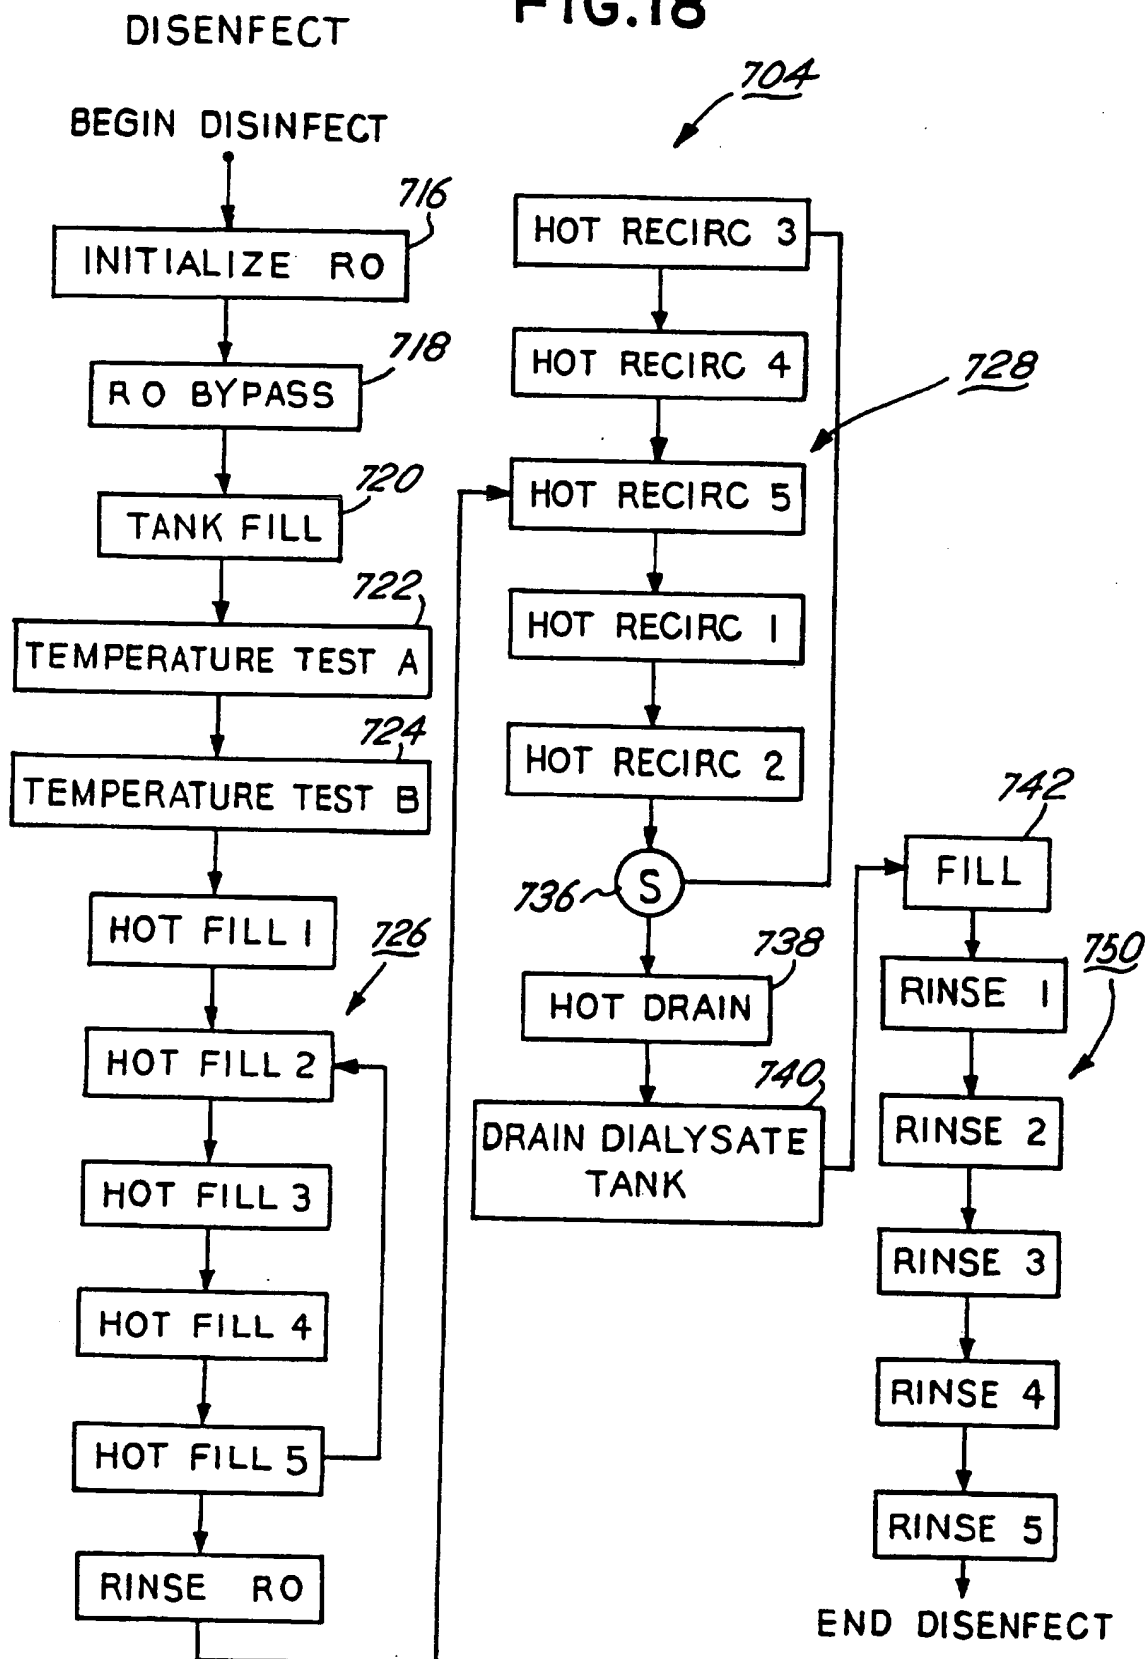 FIG.18
DISENFECT
BEGIN DISINFECT
716
INITIALIZE RO
718
RO BYPASS
720
TANK FILL
722
TEMPERATURE TEST A
724
TEMPERATURE TEST B
HOT FILL 1
726
HOT FILL 2
HOT FILL 3
HOT FILL 4
HOT FILL 5
RINSE RO
704
HOT RECIRC 3
HOT RECIRC 4
728
HOT RECIRC 5
HOT RECIRC 1
HOT RECIRC 2
736
S
738
HOT DRAIN
740
DRAIN DIALYSATE
TANK
742
FILL
750
RINSE 1
RINSE 2
RINSE 3
RINSE 4
RINSE 5
END DISENFECT